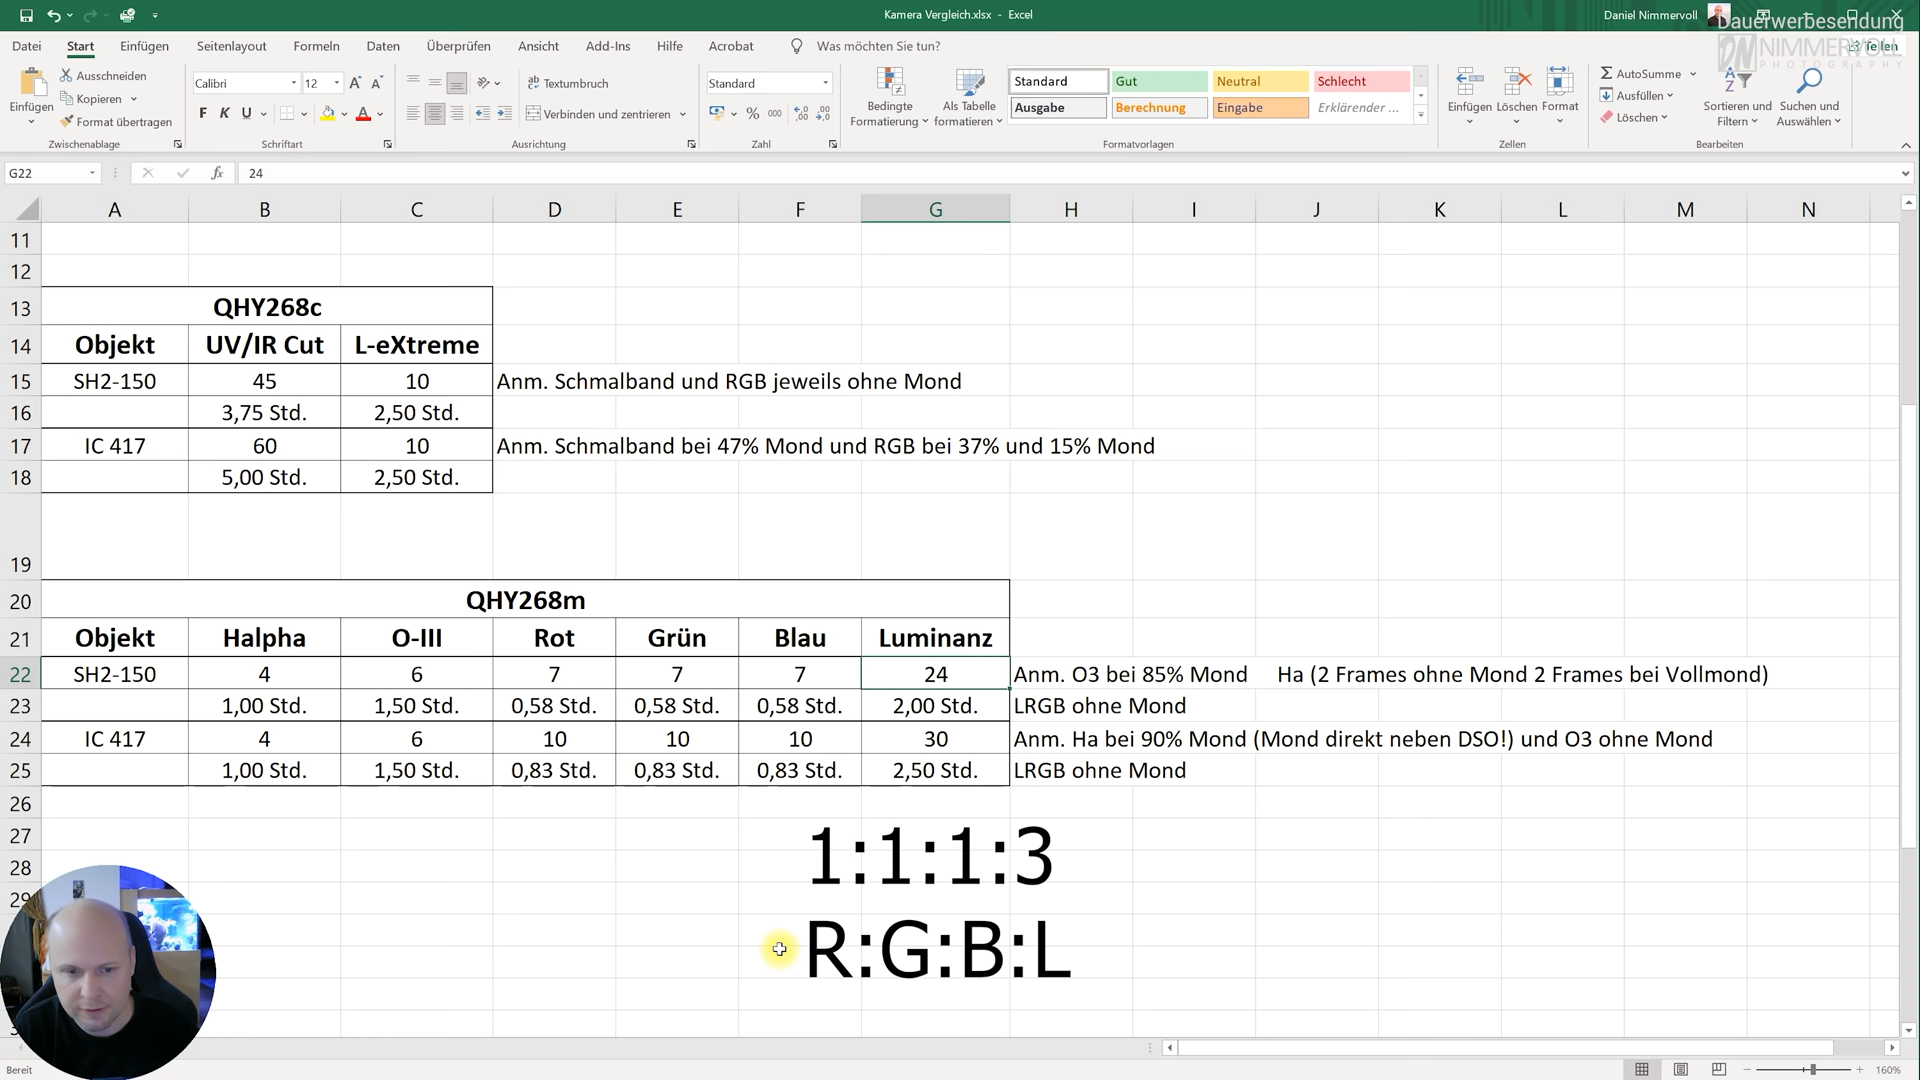 Kamera Vergleich.xlsx - Excel
Daniel Nimmervoll
Dauerwerbesendung
Datei Start Einfügen Seitenlayout Formeln Daten Überprüfen Ansicht Add-Ins Hilfe Acrobat Was möchten Sie tun? Teilen
NIMMERVOLL
PHOTOGRAPHY
Einfügen
Ausschneiden
Kopieren
Format übertragen
Zwischenablage
Calibri 12
F K U
Schriftart
Textumbruch
Verbinden und zentrieren
Ausrichtung
Standard
% 000
Zahl
Bedingte Formatierung
Als Tabelle formatieren
Standard Gut Neutral Schlecht
Ausgabe Berechnung Eingabe Erklärender ...
Formatvorlagen
Einfügen Löschen Format
Zellen
AutoSumme
Ausfüllen
Löschen
Sortieren und Filtern
Suchen und Auswählen
Bearbeiten
G22 fx 24
A B C D E F G H I J K L M N
11
12
13 QHY268c
14 Objekt UV/IR Cut L-eXtreme
15 SH2-150 45 10 Anm. Schmalband und RGB jeweils ohne Mond
16 3,75 Std. 2,50 Std.
17 IC 417 60 10 Anm. Schmalband bei 47% Mond und RGB bei 37% und 15% Mond
18 5,00 Std. 2,50 Std.
19
20 QHY268m
21 Objekt Halpha O-III Rot Grün Blau Luminanz
22 SH2-150 4 6 7 7 7 24 Anm. O3 bei 85% Mond Ha (2 Frames ohne Mond 2 Frames bei Vollmond)
23 1,00 Std. 1,50 Std. 0,58 Std. 0,58 Std. 0,58 Std. 2,00 Std. LRGB ohne Mond
24 IC 417 4 6 10 10 10 30 Anm. Ha bei 90% Mond (Mond direkt neben DSO!) und O3 ohne Mond
25 1,00 Std. 1,50 Std. 0,83 Std. 0,83 Std. 0,83 Std. 2,50 Std. LRGB ohne Mond
26
27
28
1:1:1:3
R:G:B:L
Bereit
160%